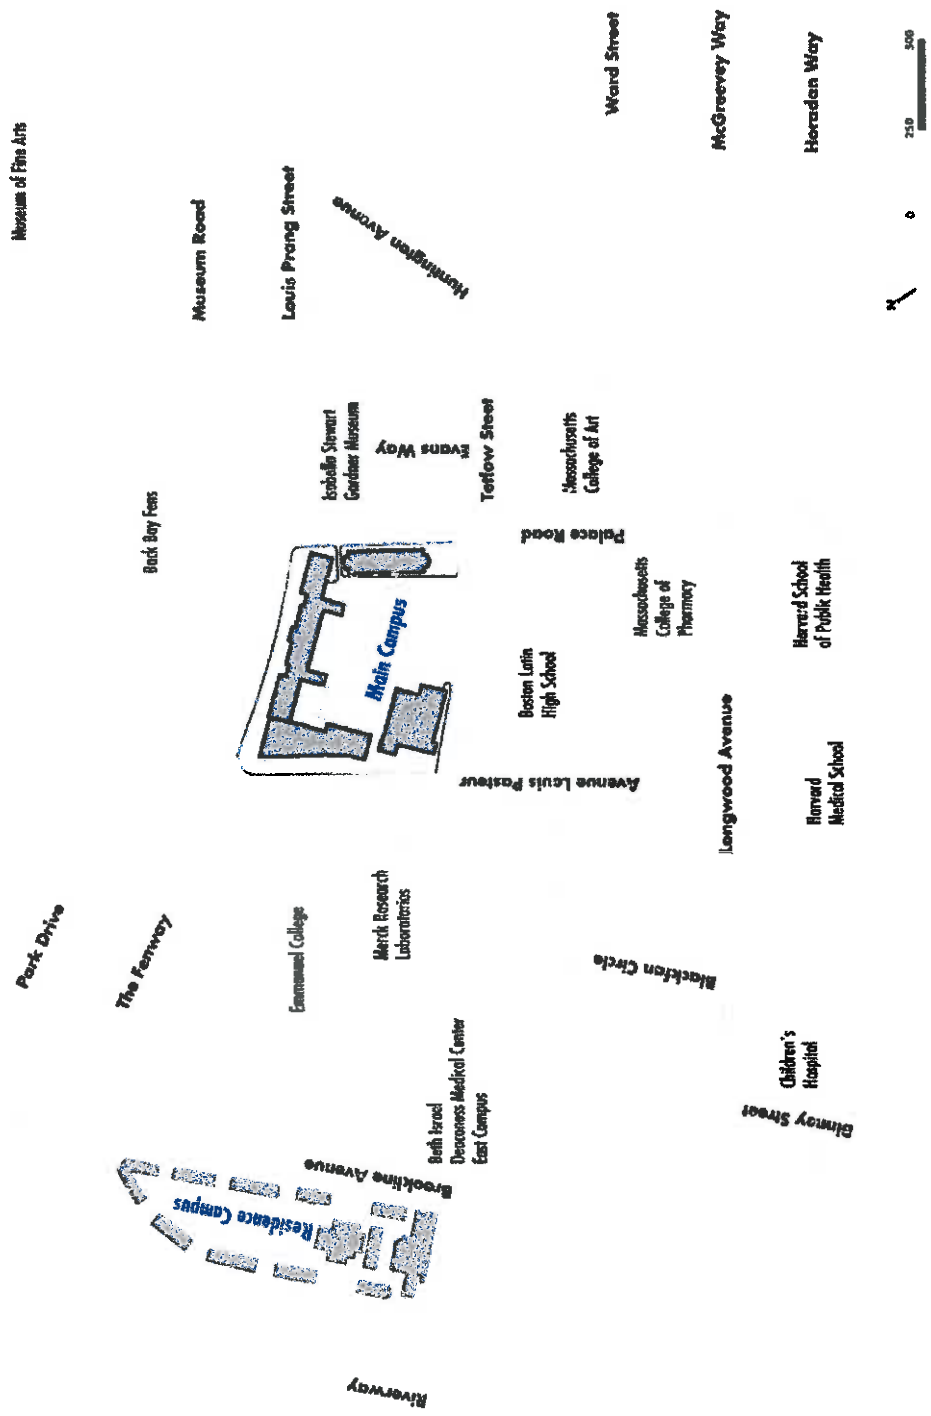 Museum of Fine Arts
Museum Road
Louis Prang Street
Huntington Avenue
Ward Street
McGreevey Way
Horadan Way
0
250
500
N
Back Bay Fens
Isabella Stewart
Gardner Museum
Evans Way
Tetlow Street
Massachusetts
College of Art
Palace Road
Main Campus
Massachusetts
College of
Pharmacy
Harvard School
of Public Health
Boston Latin
High School
Avenue Louis Pasteur
Longwood Avenue
Harvard
Medical School
Park Drive
The Fenway
Emmanuel College
Merck Research
Laboratories
Blackfan Circle
Beth Israel
Deaconess Medical Center
East Campus
Children's
Hospital
Binney Street
Brookline Avenue
Residence Campus
Riverway